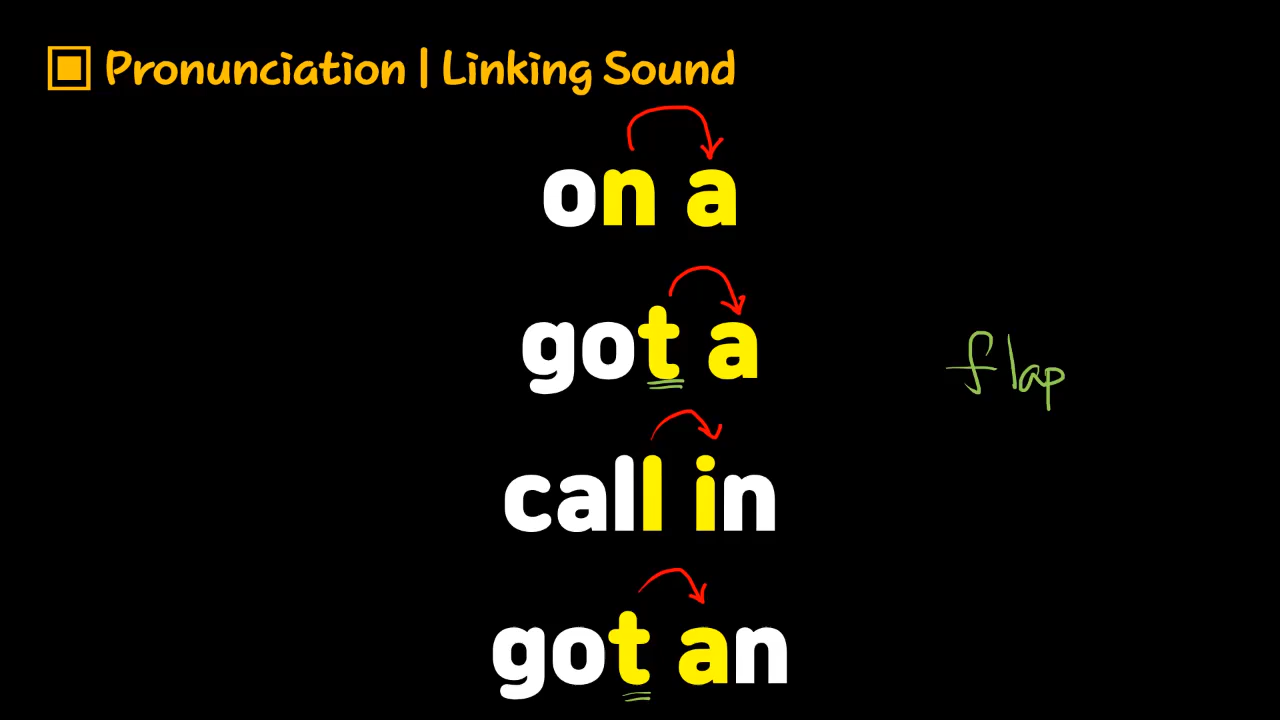 Pronunciation | Linking Sound
on a
got a
flap
call in
got an